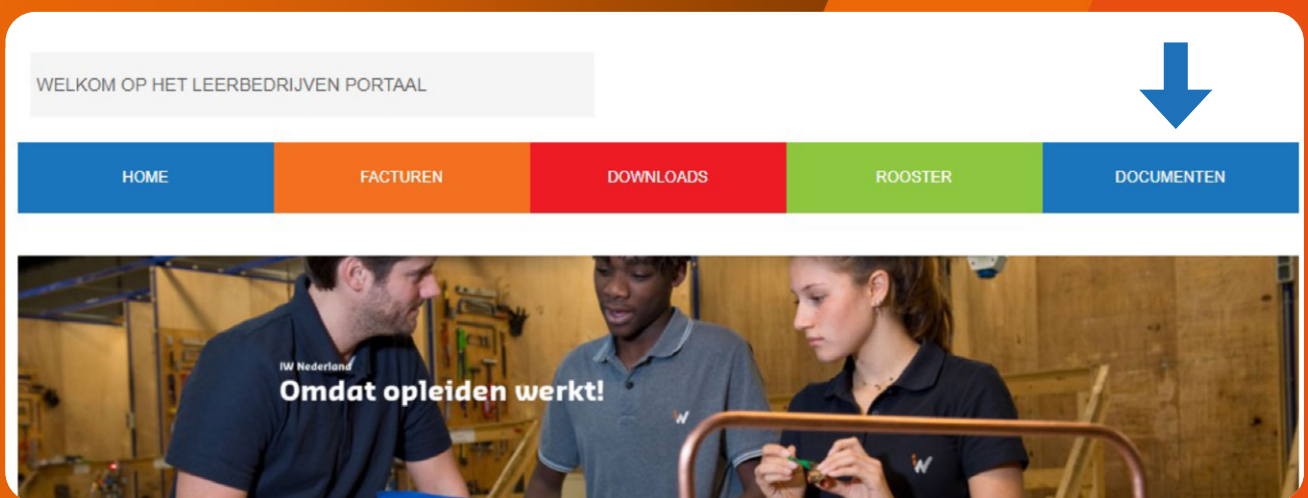 WELKOM OP HET LEERBEDRIJVEN PORTAAL
HOME FACTUREN DOWNLOADS ROOSTER DOCUMENTEN
IW Nederland
Omdat opleiden werkt!